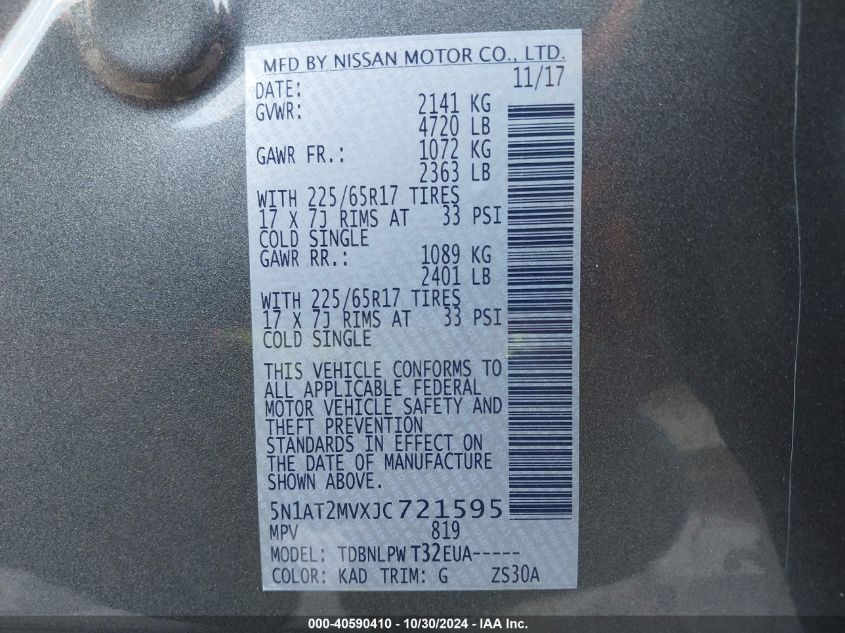 MFD BY NISSAN MOTOR CO., LTD.
DATE: 11/17
GVWR: 2141 KG
4720 LB
GAWR FR.: 1072 KG
2363 LB
WITH 225/65R17 TIRES
17 X 7J RIMS AT 33 PSI
COLD SINGLE
GAWR RR.: 1089 KG
2401 LB
WITH 225/65R17 TIRES
17 X 7J RIMS AT 33 PSI
COLD SINGLE
THIS VEHICLE CONFORMS TO
ALL APPLICABLE FEDERAL
MOTOR VEHICLE SAFETY AND
THEFT PREVENTION
STANDARDS IN EFFECT ON
THE DATE OF MANUFACTURE
SHOWN ABOVE.
5N1AT2MVXJC721595
MPV 819
MODEL: TDBNLPW T32EUA-----
COLOR: KAD TRIM: G ZS30A
000-40590410 - 10/30/2024 - IAA Inc.